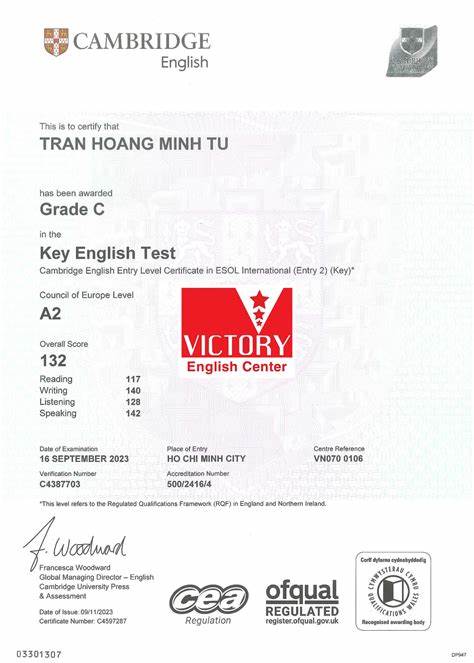 CAMBRIDGE
English
This is to certify that
TRAN HOANG MINH TU
has been awarded
Grade C
in the
Key English Test
Cambridge English Entry Level Certificate in ESOL International (Entry 2) (Key)*
Council of Europe Level
A2
VICTORY
English Center
Overall Score
132
Reading 117
Writing 140
Listening 128
Speaking 142
Date of Examination Place of Entry Centre Reference
16 SEPTEMBER 2023 HO CHI MINH CITY VN070 0106
Verification Number Accreditation Number
C4387703 500/2416/4
*This level refers to the Regulated Qualifications Framework (RQF) in England and Northern Ireland.
F. Woodward
Francesca Woodward
Global Managing Director – English
Cambridge University Press
& Assessment
Date of Issue 09/11/2023
Certificate Number C4597287
cea
Regulation
ofqual
REGULATED
register.ofqual.gov.uk
Corff dyfarnu cydnabyddedig
CYMWYSTERAU CYMRU
QUALIFICATIONS WALES
Recognised awarding body
03301307
DP947